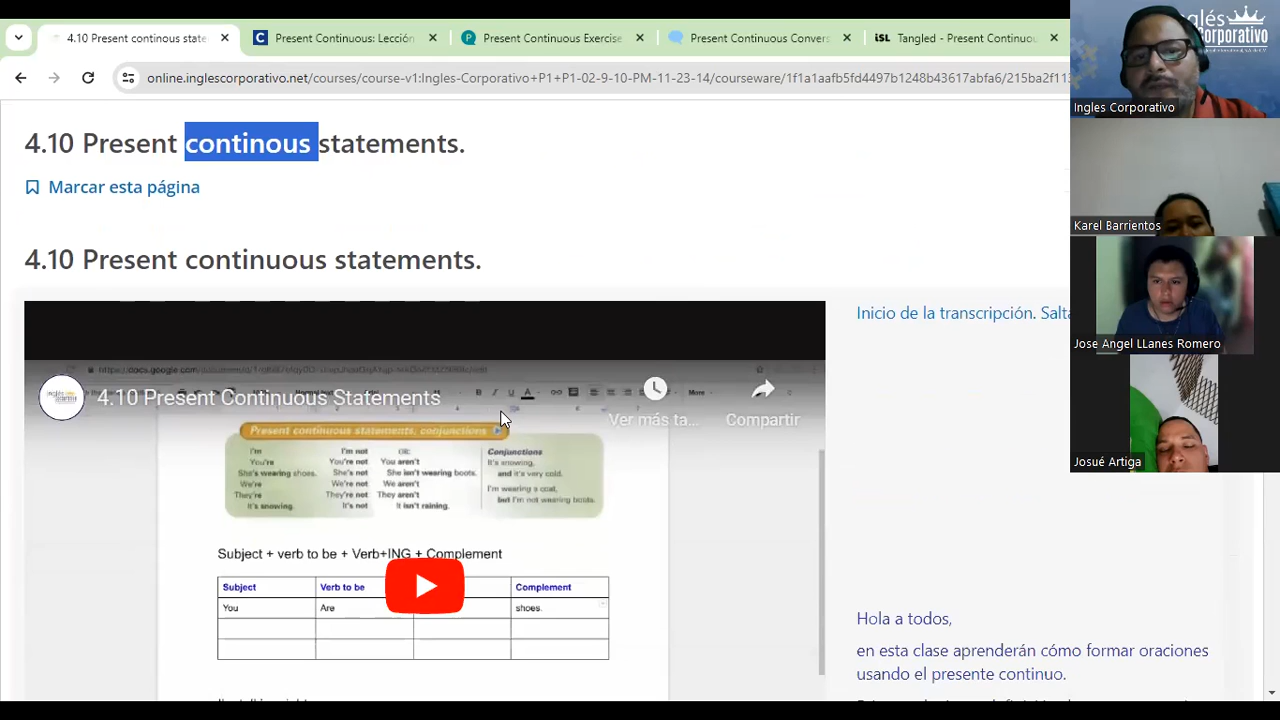 4.10 Present continous state
Present Continuous: Lección
Present Continuous Exercise
Present Continuous Convers
iSL Tangled - Present Continuou
online.inglescorporativo.net/courses/course-v1:Ingles-Corporativo+P1+P1-02-9-10-PM-11-23-14/courseware/1f1a1aafb5fd4497b1248b43617abfa6/215ba2f113
Inglés
Corporativo
Ingles Corporativo
Karel Barrientos
Jose Angel LLanes Romero
Josué Artiga
4.10 Present continous statements.
Marcar esta página
4.10 Present continuous statements.
Inicio de la transcripción. Salta
4.10 Present Continuous Statements
Ver más ta...
Compartir
Present continuous statements, conjunctions
I'm I'm not OR: Conjunctions
You're You're not You aren't It's snowing,
She's wearing shoes. She's not She isn't wearing boots. and it's very cold.
We're We're not We aren't I'm wearing a coat,
They're They're not They aren't but I'm not wearing boots.
It's snowing. It's not It isn't raining.
Subject + verb to be + Verb+ING + Complement
Subject Verb to be Complement
You Are shoes.
Hola a todos,
en esta clase aprenderán cómo formar oraciones
usando el presente continuo.